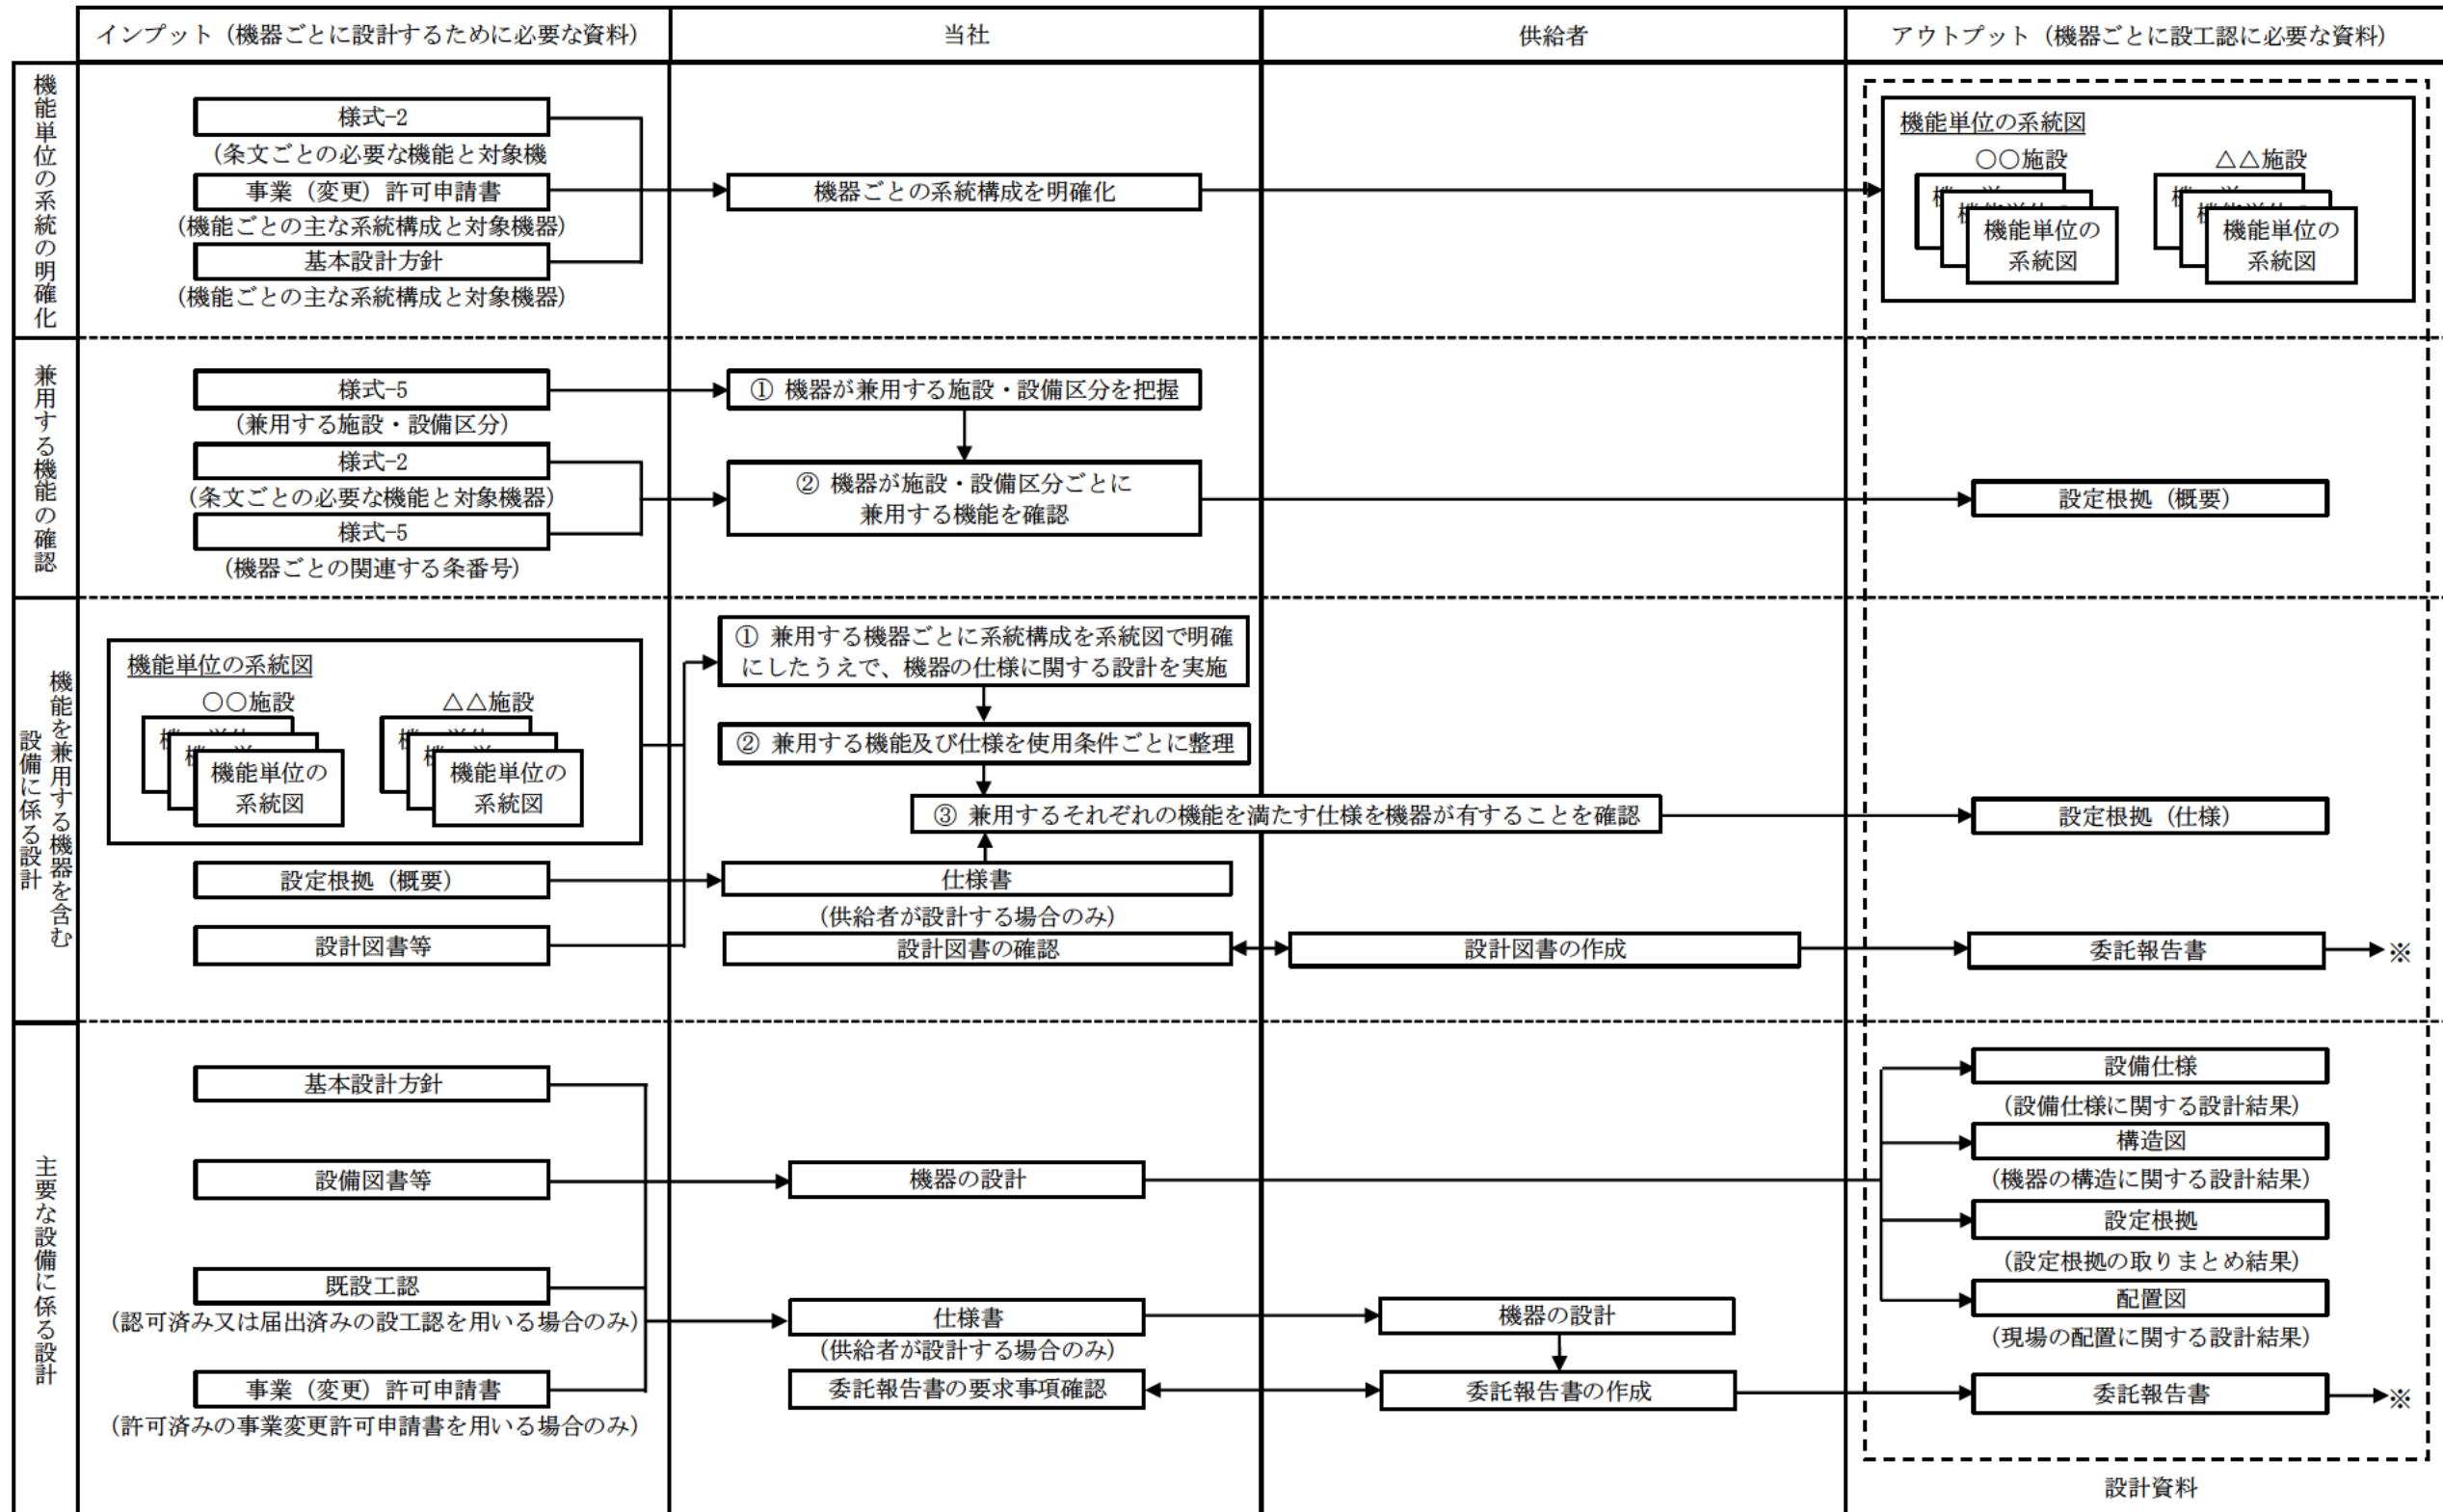 インプット（機器ごとに設計するために必要な資料）
当社
供給者
アウトプット（機器ごとに設工認に必要な資料）
機能単位の系統の明確化
様式-2
（条文ごとの必要な機能と対象機
事業（変更）許可申請書
（機能ごとの主な系統構成と対象機器）
基本設計方針
（機能ごとの主な系統構成と対象機器）
機器ごとの系統構成を明確化
機能単位の系統図
○○施設
機能単位の
系統図
△△施設
機能単位の
系統図
兼用する機能の確認
様式-5
（兼用する施設・設備区分）
様式-2
（条文ごとの必要な機能と対象機器）
様式-5
（機器ごとの関連する条番号）
① 機器が兼用する施設・設備区分を把握
② 機器が施設・設備区分ごとに
兼用する機能を確認
設定根拠（概要）
機能を兼用する機器を含む
設備に係る設計
機能単位の系統図
○○施設
機能単位の
系統図
△△施設
機能単位の
系統図
設定根拠（概要）
設計図書等
① 兼用する機器ごとに系統構成を系統図で明確
にしたうえで、機器の仕様に関する設計を実施
② 兼用する機能及び仕様を使用条件ごとに整理
③ 兼用するそれぞれの機能を満たす仕様を機器が有することを確認
仕様書
（供給者が設計する場合のみ）
設計図書の確認
設計図書の作成
設定根拠（仕様）
委託報告書
※
主要な設備に係る設計
基本設計方針
設備図書等
既設工認
（認可済み又は届出済みの設工認を用いる場合のみ）
事業（変更）許可申請書
（許可済みの事業変更許可申請書を用いる場合のみ）
機器の設計
仕様書
（供給者が設計する場合のみ）
委託報告書の要求事項確認
機器の設計
委託報告書の作成
設備仕様
（設備仕様に関する設計結果）
構造図
（機器の構造に関する設計結果）
設定根拠
（設定根拠の取りまとめ結果）
配置図
（現場の配置に関する設計結果）
委託報告書
※
設計資料